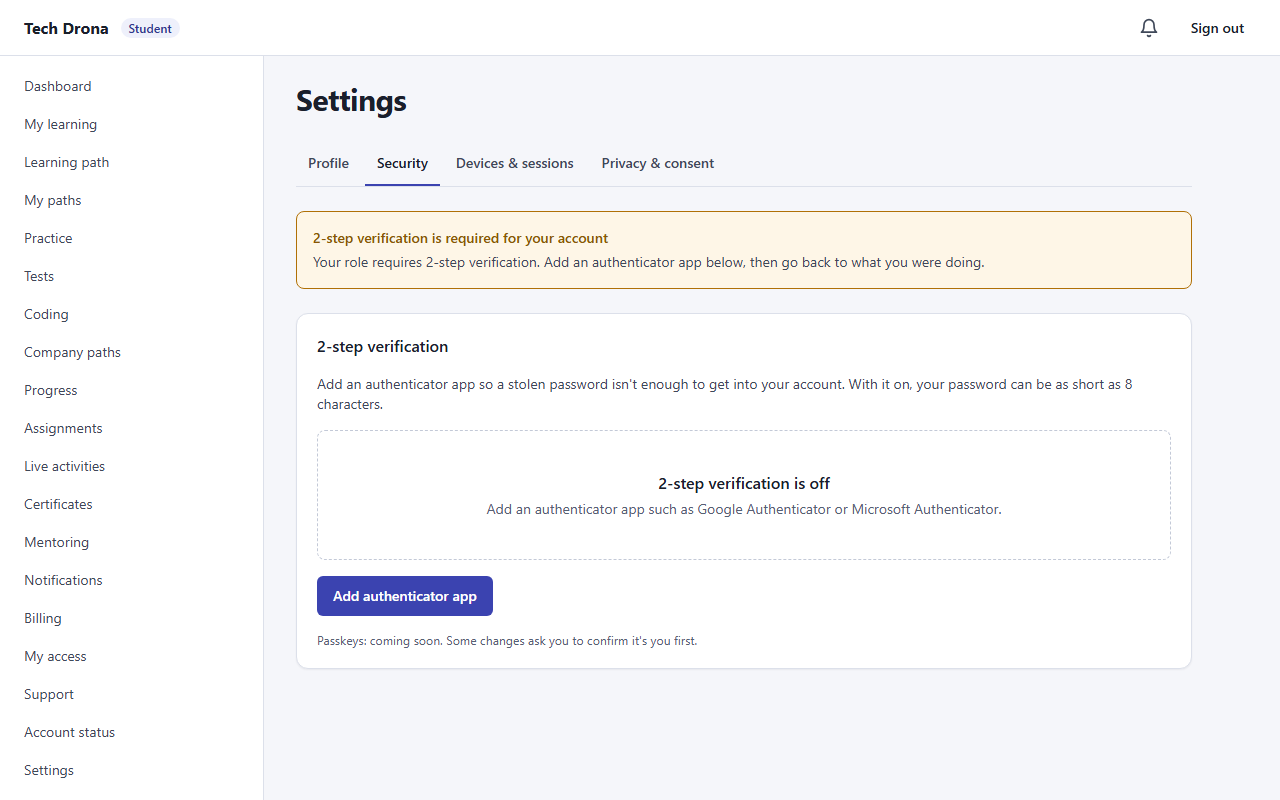 Tech Drona
Student
Sign out
Dashboard
My learning
Learning path
My paths
Practice
Tests
Coding
Company paths
Progress
Assignments
Live activities
Certificates
Mentoring
Notifications
Billing
My access
Support
Account status
Settings
Settings
Profile
Security
Devices & sessions
Privacy & consent
2-step verification is required for your account
Your role requires 2-step verification. Add an authenticator app below, then go back to what you were doing.
2-step verification
Add an authenticator app so a stolen password isn't enough to get into your account. With it on, your password can be as short as 8
characters.
2-step verification is off
Add an authenticator app such as Google Authenticator or Microsoft Authenticator.
Add authenticator app
Passkeys: coming soon. Some changes ask you to confirm it's you first.